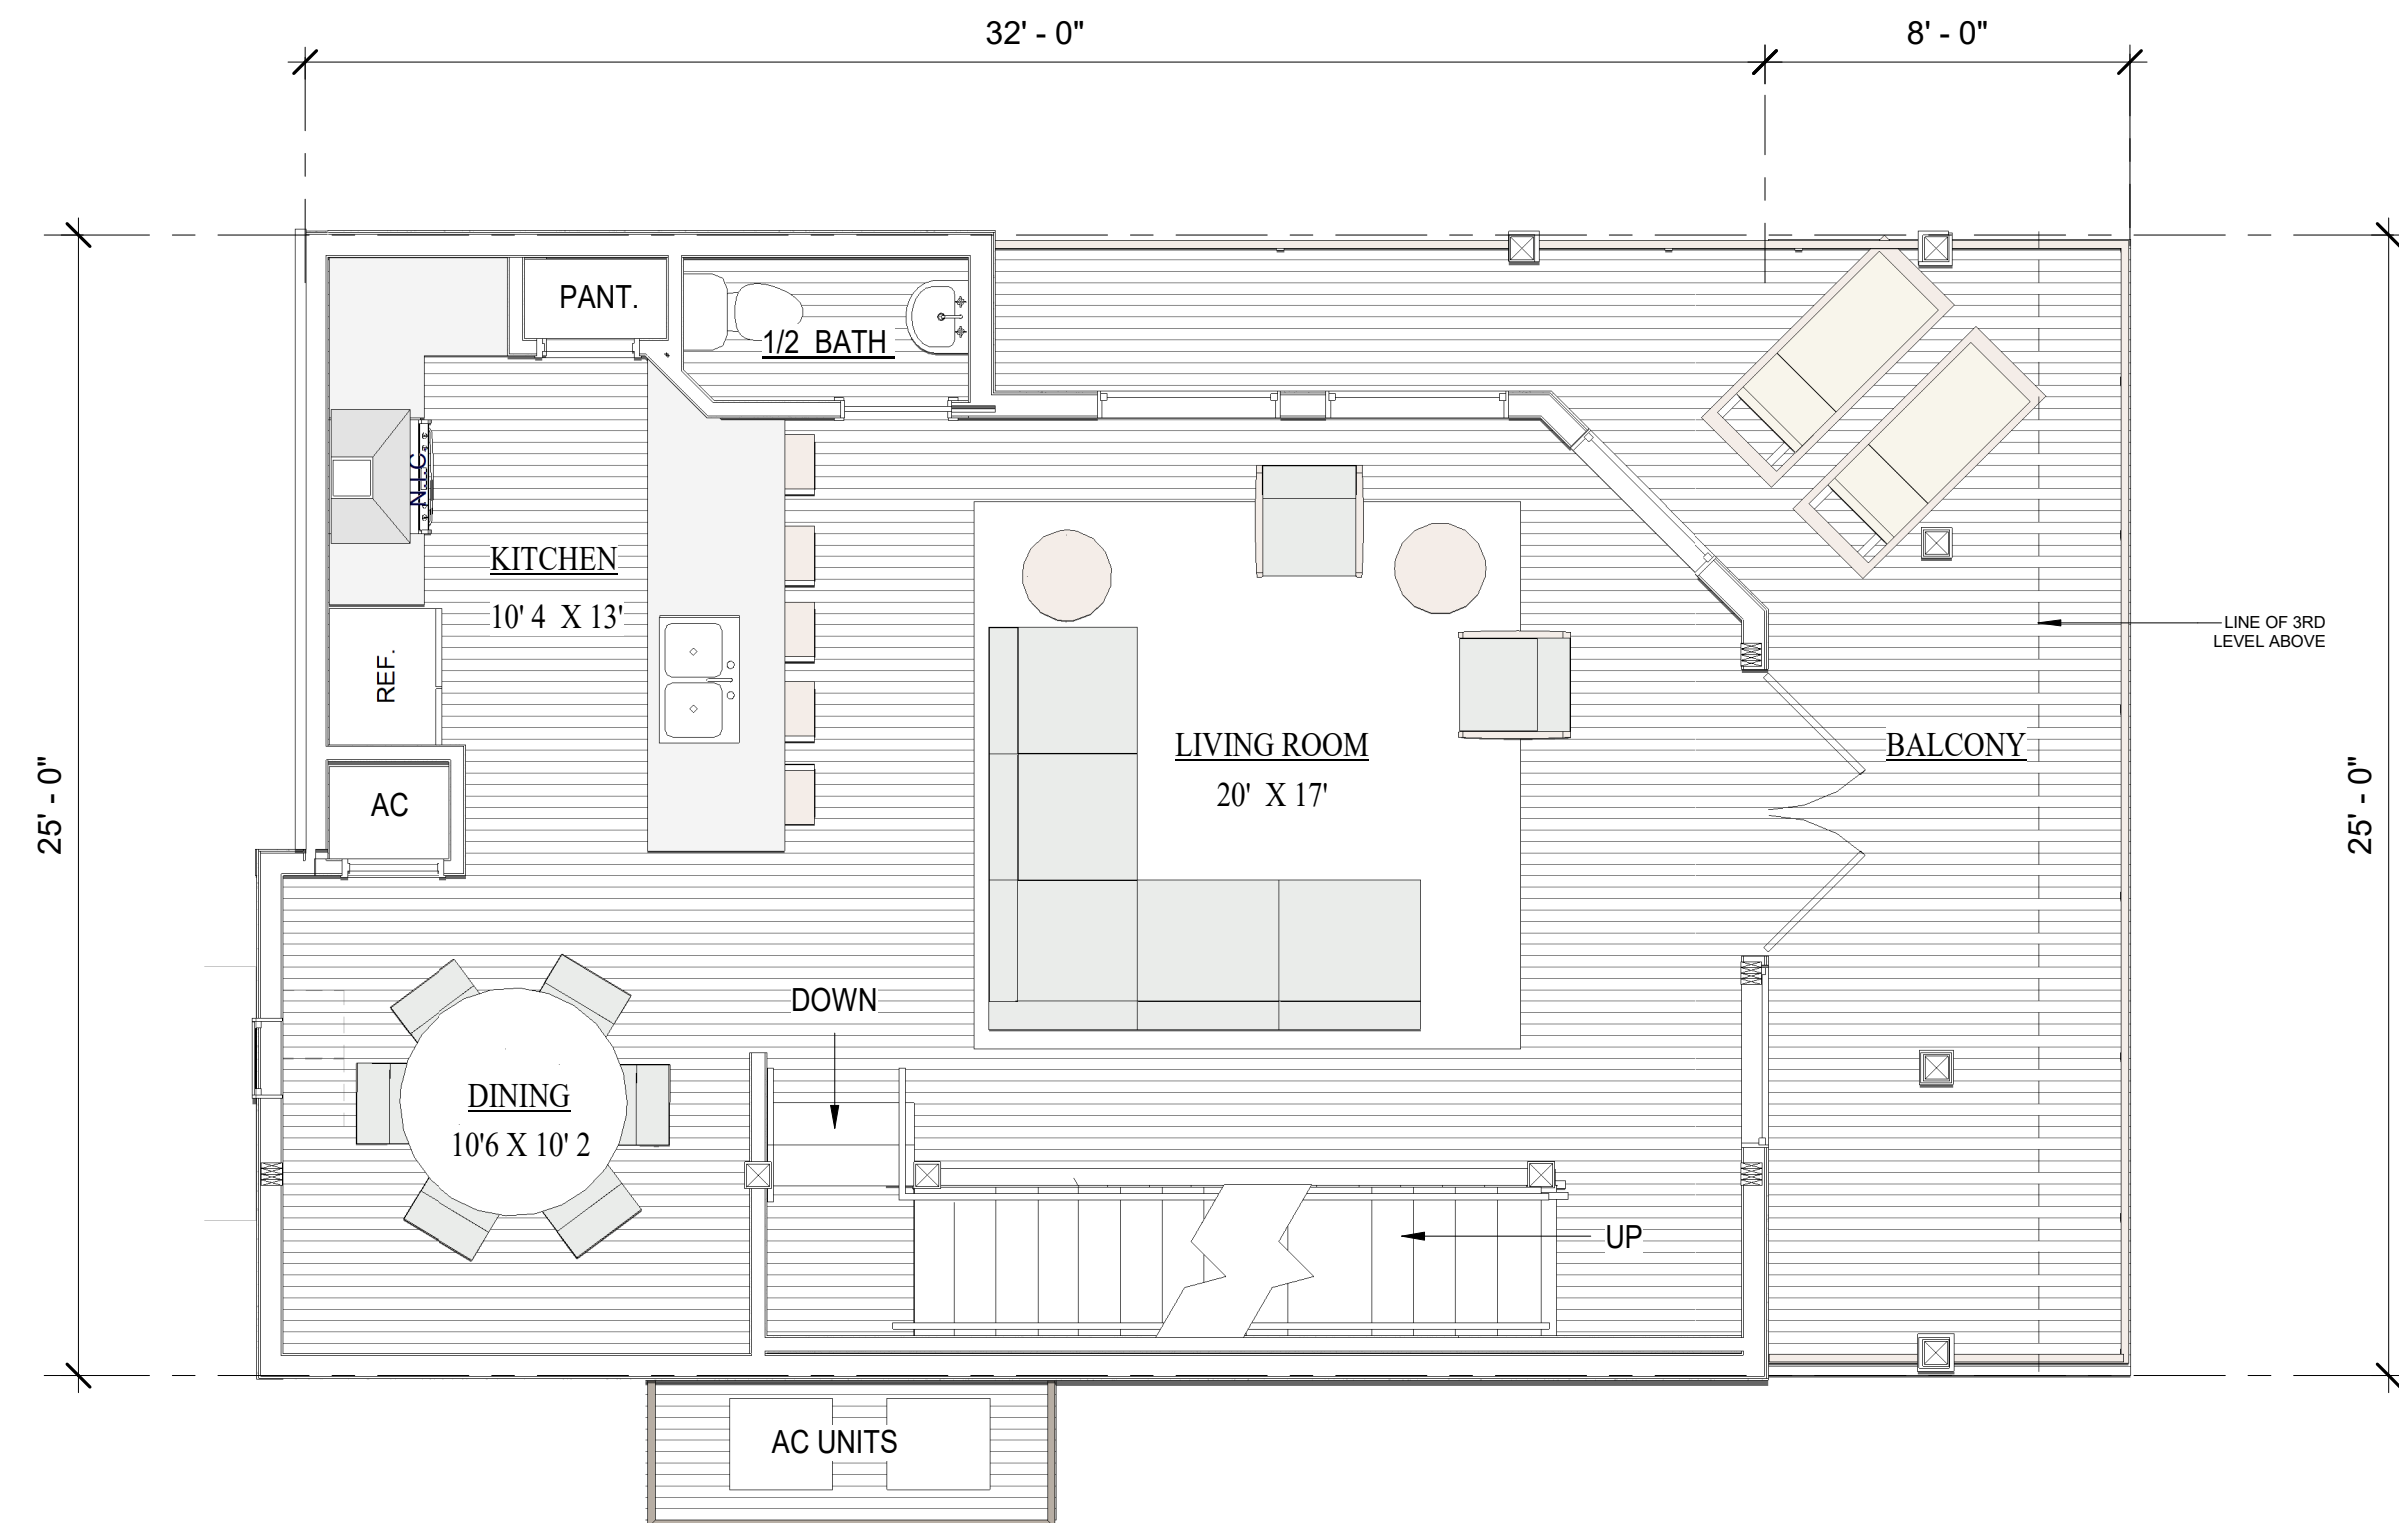 32' - 0"
8' - 0"
PANT.
1/2 BATH
N.I.C.
KITCHEN
10' 4 X 13'
REF.
LINE OF 3RD
LEVEL ABOVE
LIVING ROOM
20' X 17'
BALCONY
AC
25' - 0"
25' - 0"
DOWN
DINING
10'6 X 10' 2
UP
AC UNITS